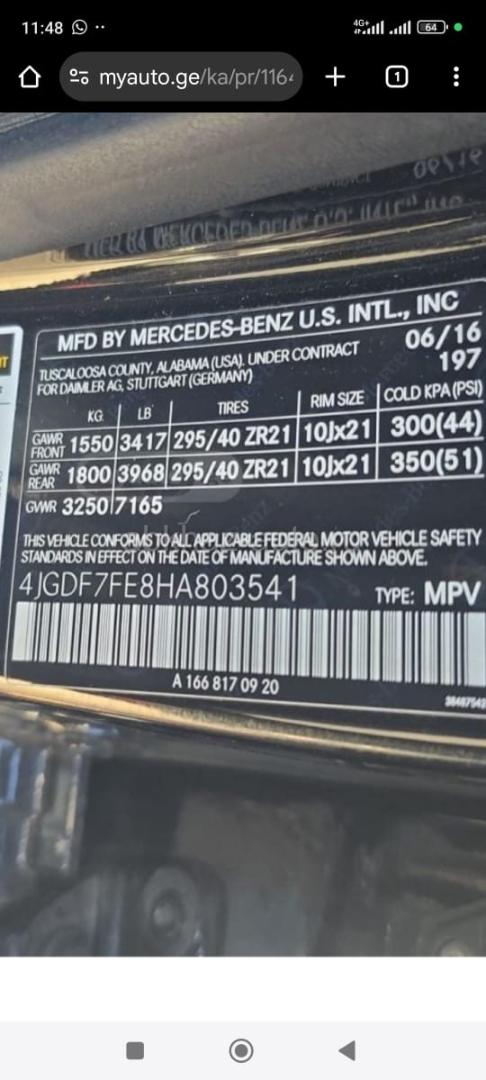 11:48
4G+
64
myauto.ge/ka/pr/1164
1
MFD BY MERCEDES-BENZ U.S. INTL., INC
TUSCALOOSA COUNTY, ALABAMA (USA). UNDER CONTRACT
FOR DAIMLER AG, STUTTGART (GERMANY)
06/16
197
KG LB TIRES RIM SIZE COLD KPA (PSI)
GAWR FRONT 1550 3417 295/40 ZR21 10Jx21 300(44)
GAWR REAR 1800 3968 295/40 ZR21 10Jx21 350(51)
GVWR 3250 7165
THIS VEHICLE CONFORMS TO ALL APPLICABLE FEDERAL MOTOR VEHICLE SAFETY
STANDARDS IN EFFECT ON THE DATE OF MANUFACTURE SHOWN ABOVE.
4JGDF7FE8HA803541 TYPE: MPV
A 166 817 09 20